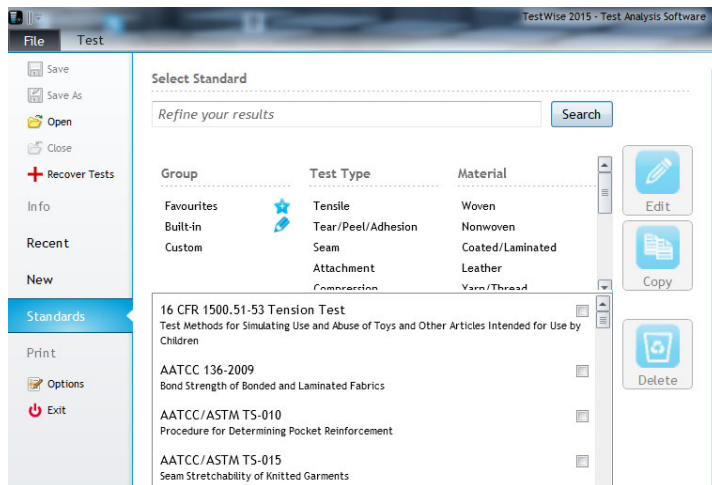 TestWise 2015 - Test Analysis Software
File Test
Save
Save As
Open
Close
Recover Tests
Info
Recent
New
Standards
Print
Options
Exit
Select Standard
Refine your results
Search
Group Test Type Material
Favourites Tensile Woven
Built-in Tear/Peel/Adhesion Nonwoven
Custom Seam Coated/Laminated
Attachment Leather
Compression Yarn/Thread
Edit
Copy
Delete
16 CFR 1500.51-53 Tension Test
Test Methods for Simulating Use and Abuse of Toys and Other Articles Intended for Use by
Children
AATCC 136-2009
Bond Strength of Bonded and Laminated Fabrics
AATCC/ASTM TS-010
Procedure for Determining Pocket Reinforcement
AATCC/ASTM TS-015
Seam Stretchability of Knitted Garments